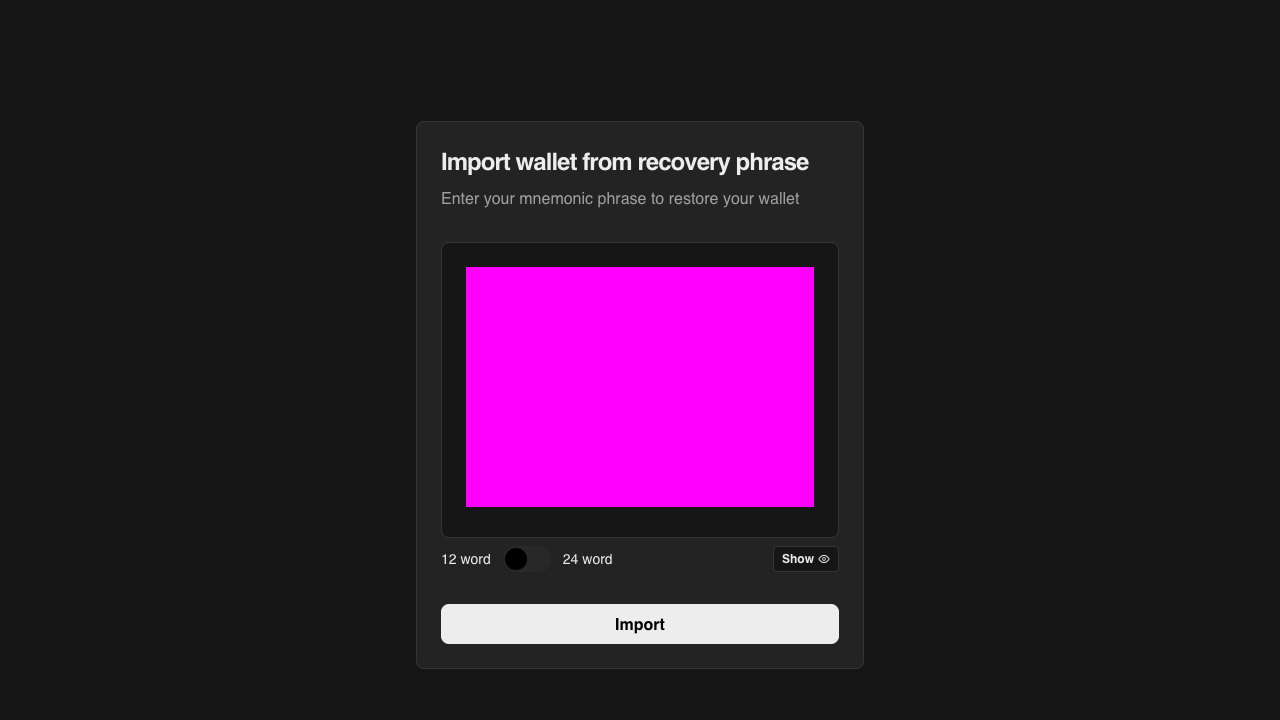 Import wallet from recovery phrase
Enter your mnemonic phrase to restore your wallet
12 word 24 word Show
Import